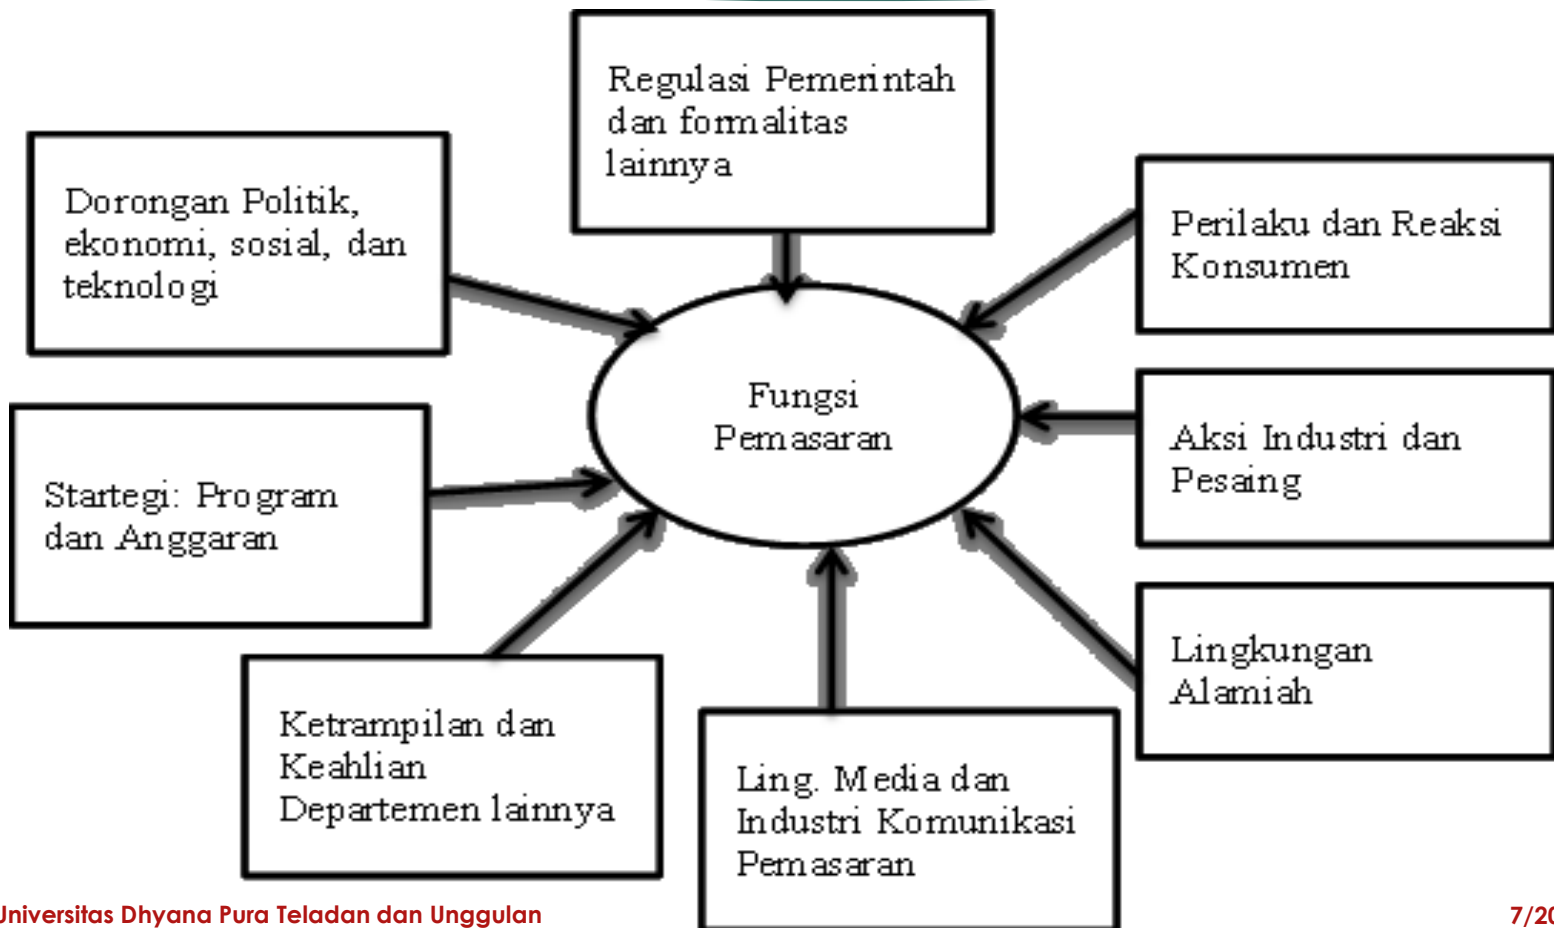 Regulasi Pemerintah
dan formalitas
lainnya
Dorongan Politik,
ekonomi, sosial, dan
teknologi
Perilaku dan Reaksi
Konsumen
Fungsi
Pemasaran
Aksi Industri dan
Pesaing
Startegi: Program
dan Anggaran
Lingkungan
Alamiah
Ketrampilan dan
Keahlian
Departemen lainnya
Ling. Media dan
Industri Komunikasi
Pemasaran
Universitas Dhyana Pura Teladan dan Unggulan
7/20